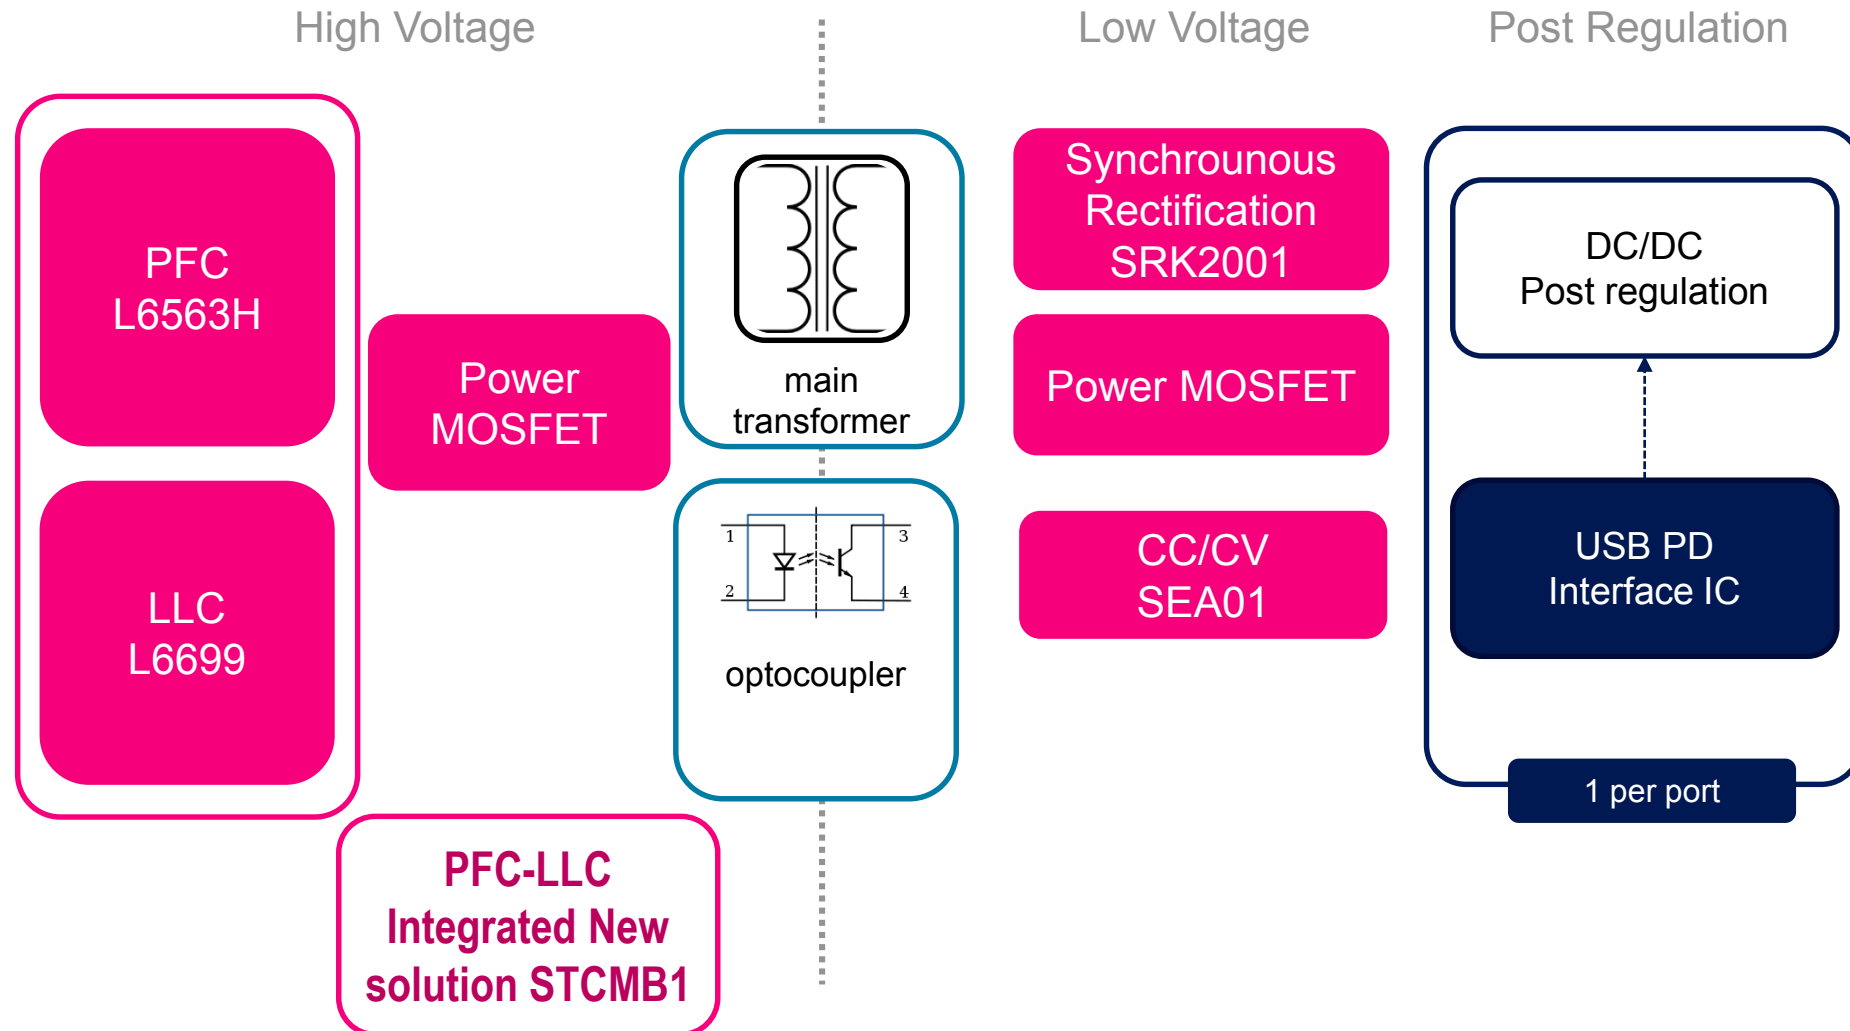 High Voltage
Low Voltage
Post Regulation
PFC
L6563H
LLC
L6699
Power
MOSFET
PFC-LLC
Integrated New
solution STCMB1
main
transformer
1
2
3
4
optocoupler
Synchrounous
Rectification
SRK2001
Power MOSFET
CC/CV
SEA01
DC/DC
Post regulation
USB PD
Interface IC
1 per port